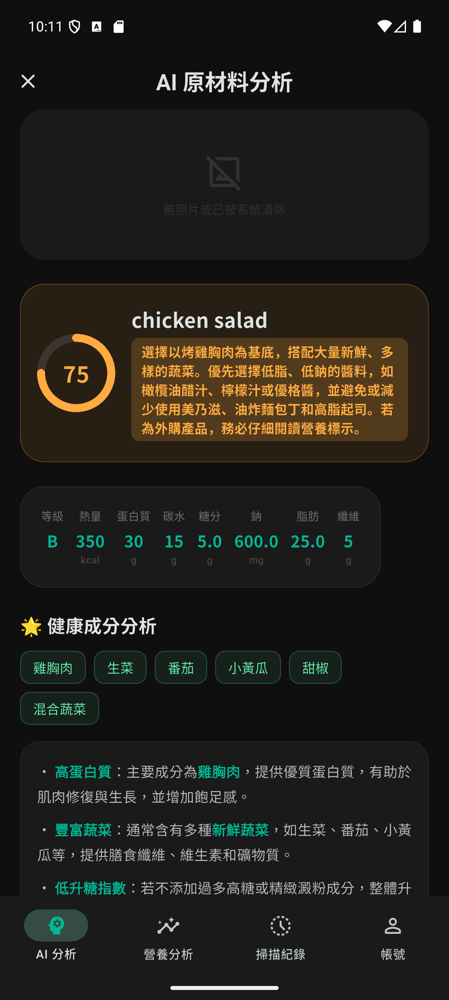 10:11
AI 原材料分析
無照片或已被系統清除
chicken salad
75
選擇以烤雞胸肉為基底，搭配大量新鮮、多
樣的蔬菜。優先選擇低脂、低鈉的醬料，如
橄欖油醋汁、檸檬汁或優格醬，並避免或減
少使用美乃滋、油炸麵包丁和高脂起司。若
為外購產品，務必仔細閱讀營養標示。
等級 熱量 蛋白質 碳水 糖分 鈉 脂肪 纖維
B 350 30 15 5.0 600.0 25.0 5
kcal g g g mg g g
健康成分分析
雞胸肉 生菜 番茄 小黃瓜 甜椒
混合蔬菜
• 高蛋白質：主要成分為雞胸肉，提供優質蛋白質，有助於
肌肉修復與生長，並增加飽足感。
• 豐富蔬菜：通常含有多種新鮮蔬菜，如生菜、番茄、小黃
瓜等，提供膳食纖維、維生素和礦物質。
• 低升糖指數：若不添加過多高糖或精緻澱粉成分，整體升
AI 分析 營養分析 掃描紀錄 帳號